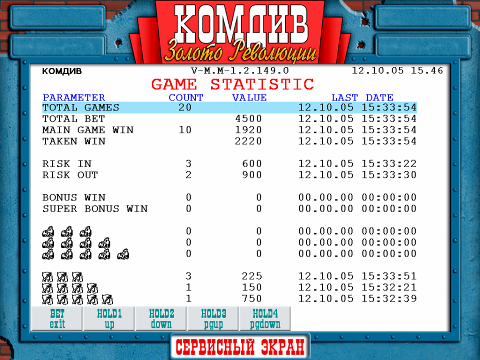 КОМДИВ
Золото Революции
КОМДИВ V-M.M-1.2.149.0 12.10.05 15.46
GAME STATISTIC
PARAMETER COUNT VALUE LAST DATE
TOTAL GAMES 20 12.10.05 15:33:54
TOTAL BET 4500 12.10.05 15:33:54
MAIN GAME WIN 10 1920 12.10.05 15:33:54
TAKEN WIN 2220 12.10.05 15:33:54
RISK IN 3 600 12.10.05 15:33:22
RISK OUT 2 900 12.10.05 15:33:30
BONUS WIN 0 0 00.00.00 00:00:00
SUPER BONUS WIN 0 0 00.00.00 00:00:00
0 0 00.00.00 00:00:00
0 0 00.00.00 00:00:00
0 0 00.00.00 00:00:00
3 225 12.10.05 15:33:51
1 150 12.10.05 15:32:21
1 750 12.10.05 15:32:39
BET HOLD1 HOLD2 HOLD3 HOLD4
exit up down pgup pgdown
СЕРВИСНЫЙ ЭКРАН